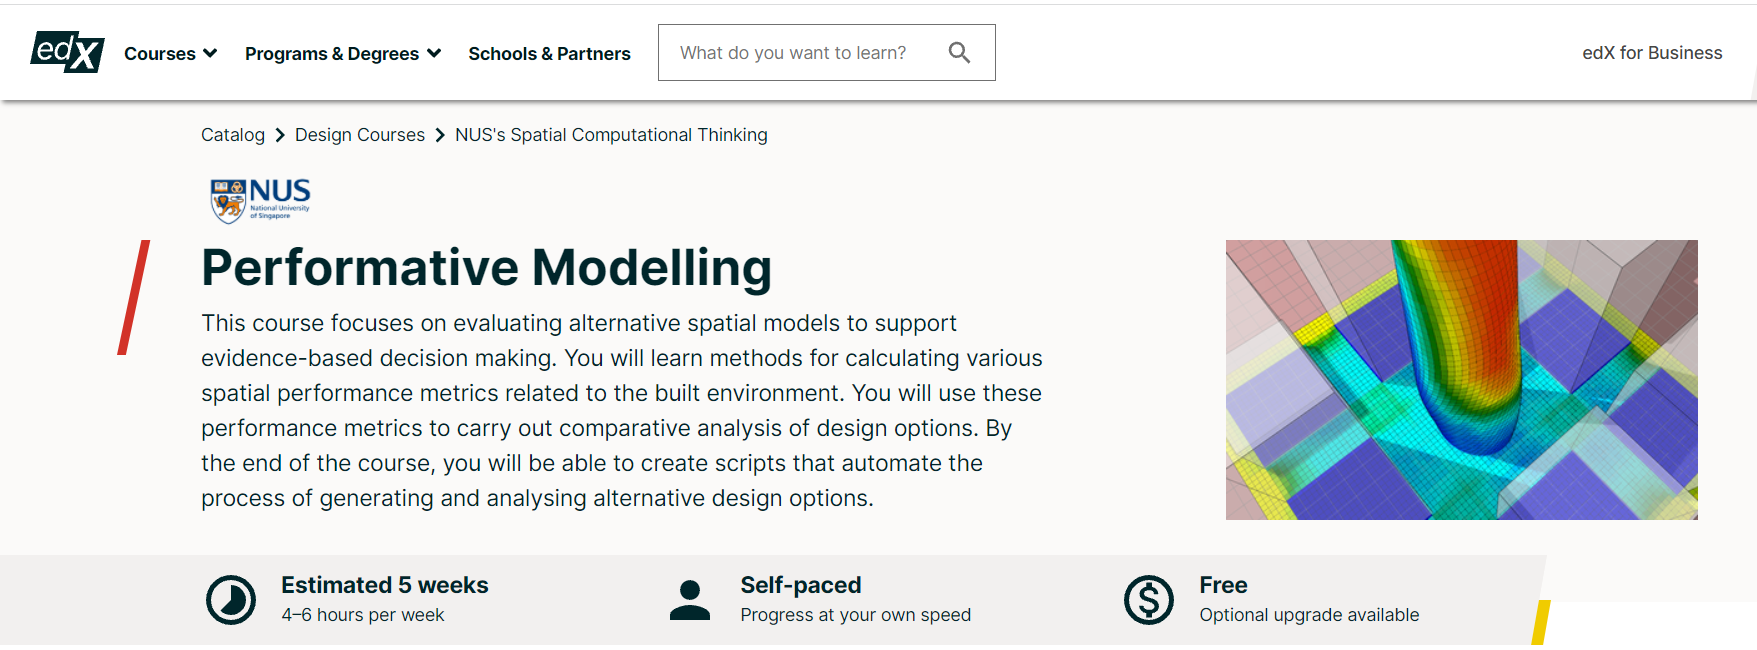 edX
Courses
Programs & Degrees
Schools & Partners
What do you want to learn?
edX for Business
Catalog
Design Courses
NUS's Spatial Computational Thinking
NUS
National University
of Singapore
Performative Modelling
This course focuses on evaluating alternative spatial models to support
evidence-based decision making. You will learn methods for calculating various
spatial performance metrics related to the built environment. You will use these
performance metrics to carry out comparative analysis of design options. By
the end of the course, you will be able to create scripts that automate the
process of generating and analysing alternative design options.
Estimated 5 weeks
4–6 hours per week
Self-paced
Progress at your own speed
$
Free
Optional upgrade available